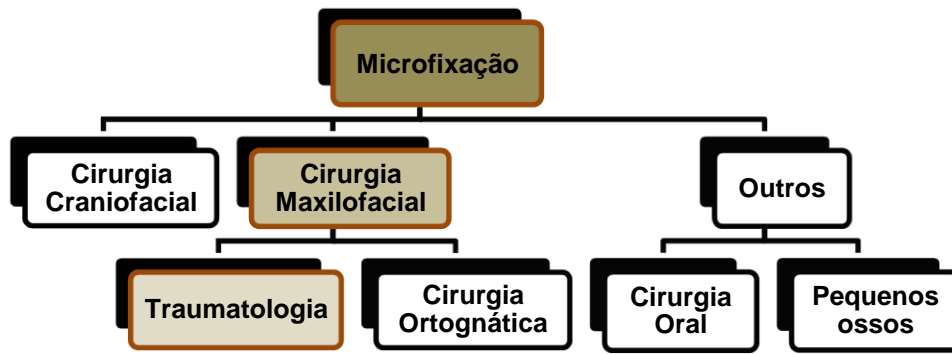 Microfixação
Cirurgia
Craniofacial
Cirurgia
Maxilofacial
Outros
Traumatologia
Cirurgia
Ortognática
Cirurgia
Oral
Pequenos
ossos